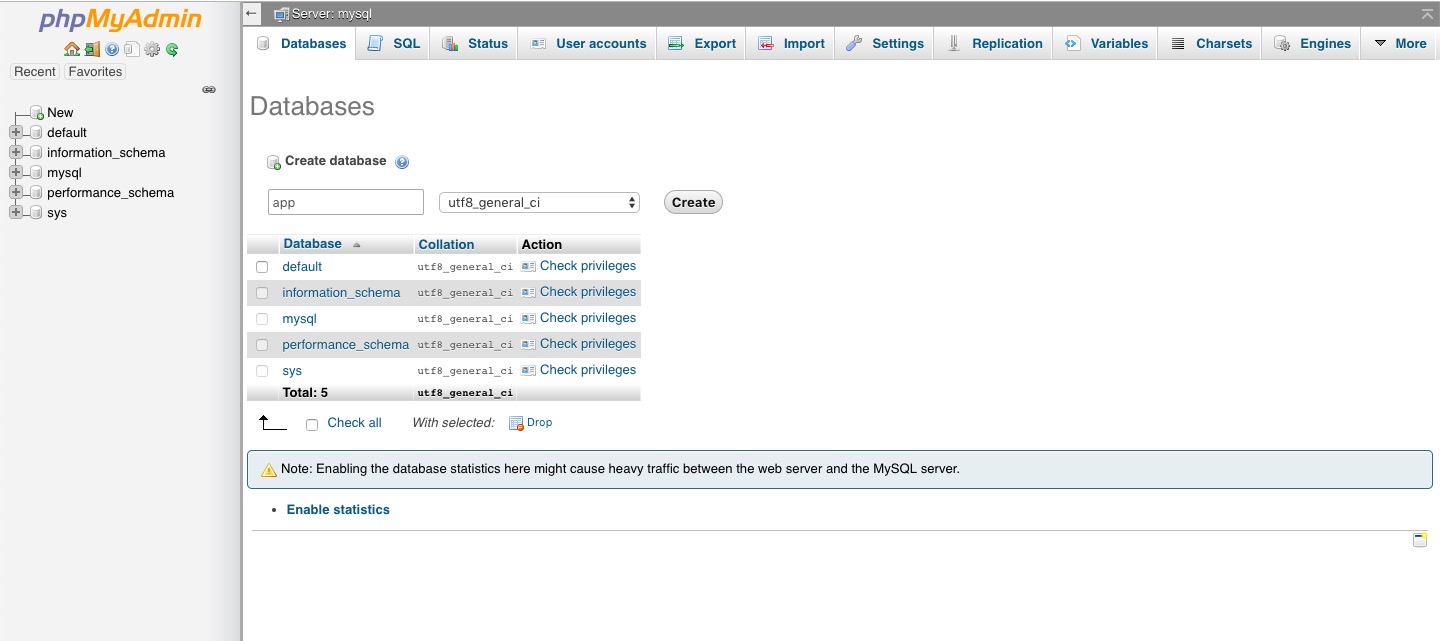 phpMyAdmin
Recent Favorites
New
default
information_schema
mysql
performance_schema
sys
Server: mysql
Databases SQL Status User accounts Export Import Settings Replication Variables Charsets Engines More
Databases
Create database
app utf8_general_ci Create
Database Collation Action
default utf8_general_ci Check privileges
information_schema utf8_general_ci Check privileges
mysql utf8_general_ci Check privileges
performance_schema utf8_general_ci Check privileges
sys utf8_general_ci Check privileges
Total: 5 utf8_general_ci
Check all With selected: Drop
Note: Enabling the database statistics here might cause heavy traffic between the web server and the MySQL server.
• Enable statistics